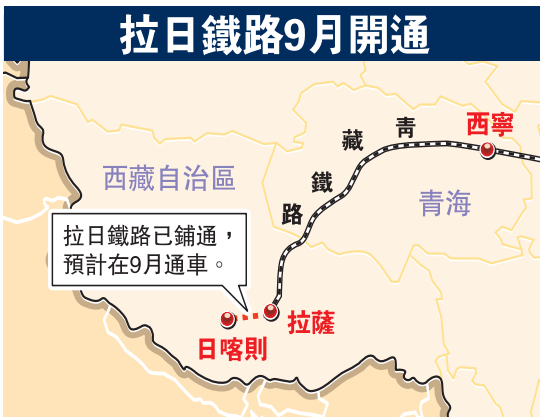 拉日鐵路9月開通
青藏鐵路
西寧
西藏自治區
青海
拉日鐵路已鋪通，
預計在9月通車。
拉薩
日喀則